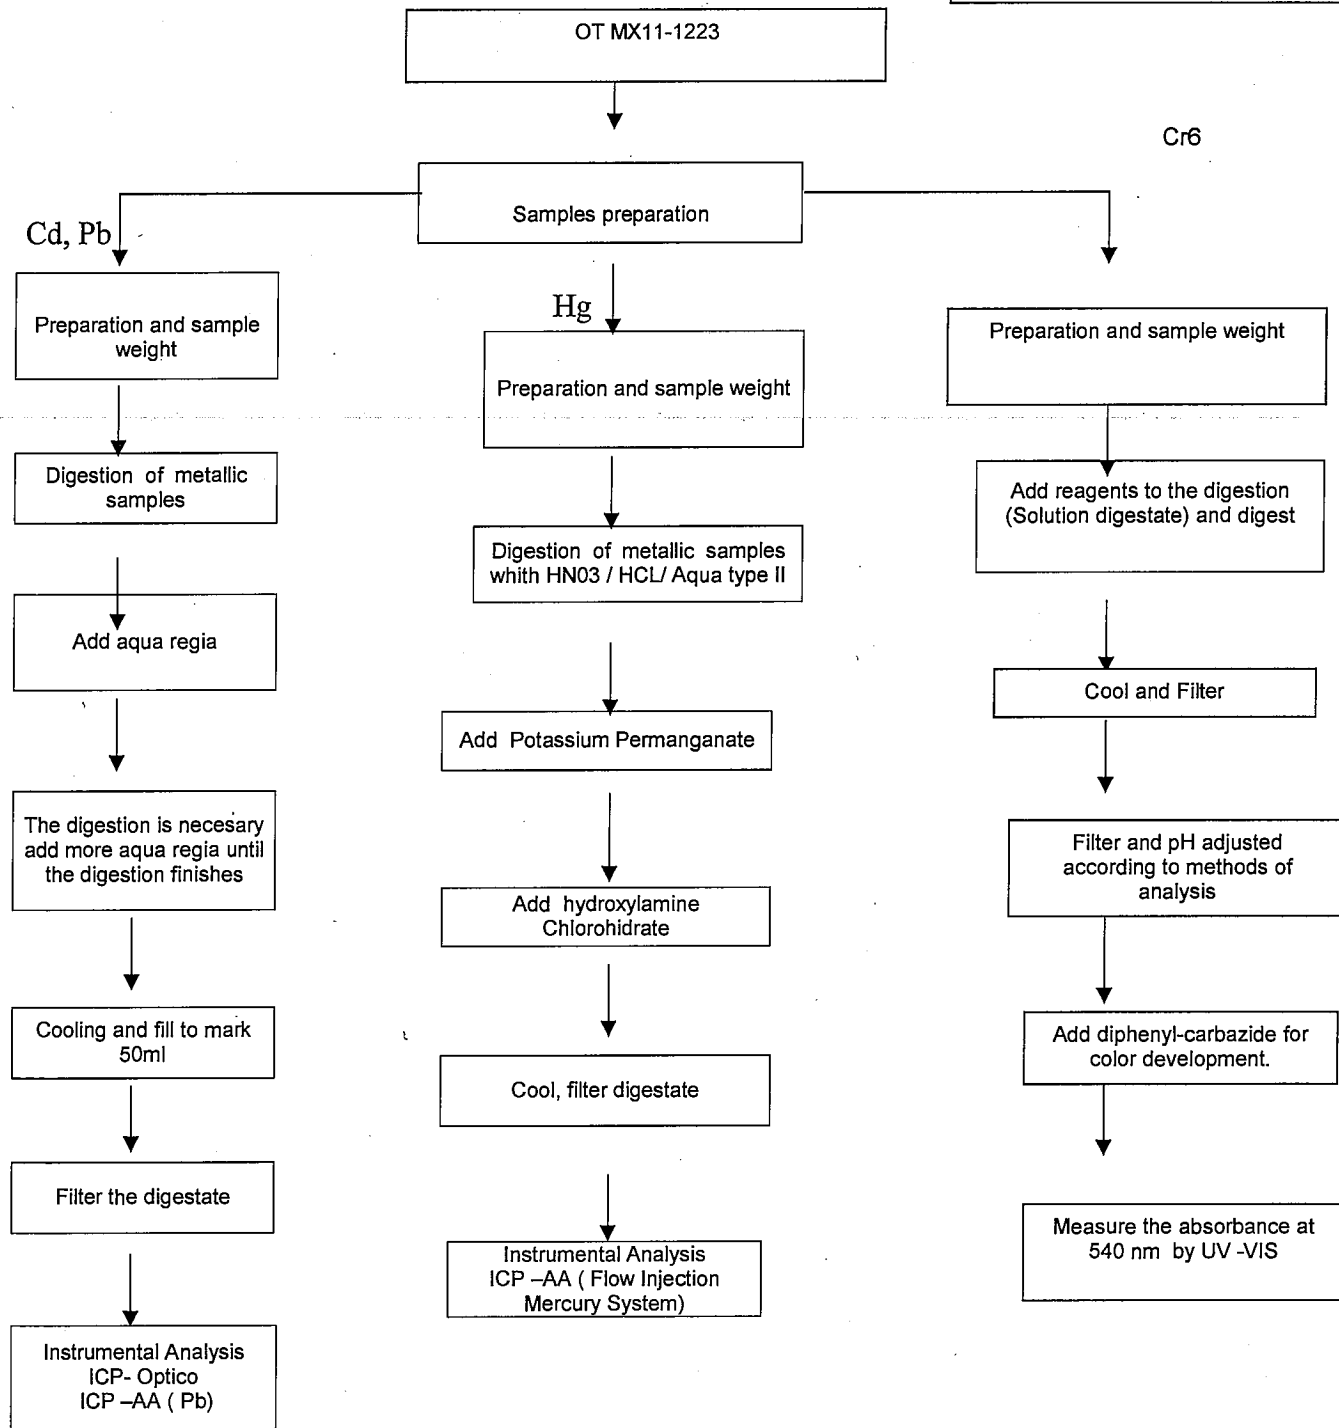 OT MX11-1223
Cr6
Samples preparation
Cd, Pb
Preparation and sample
weight
Digestion of metallic
samples
Add aqua regia
The digestion is necesary
add more aqua regia until
the digestion finishes
Cooling and fill to mark
50ml
Filter the digestate
Instrumental Analysis
ICP- Optico
ICP –AA ( Pb)
Hg
Preparation and sample weight
Digestion of metallic samples
whith HN03 / HCL/ Aqua type II
Add Potassium Permanganate
Add hydroxylamine
Chlorohidrate
Cool, filter digestate
Instrumental Analysis
ICP –AA ( Flow Injection
Mercury System)
Preparation and sample weight
Add reagents to the digestion
(Solution digestate) and digest
Cool and Filter
Filter and pH adjusted
according to methods of
analysis
Add diphenyl-carbazide for
color development.
Measure the absorbance at
540 nm by UV -VIS